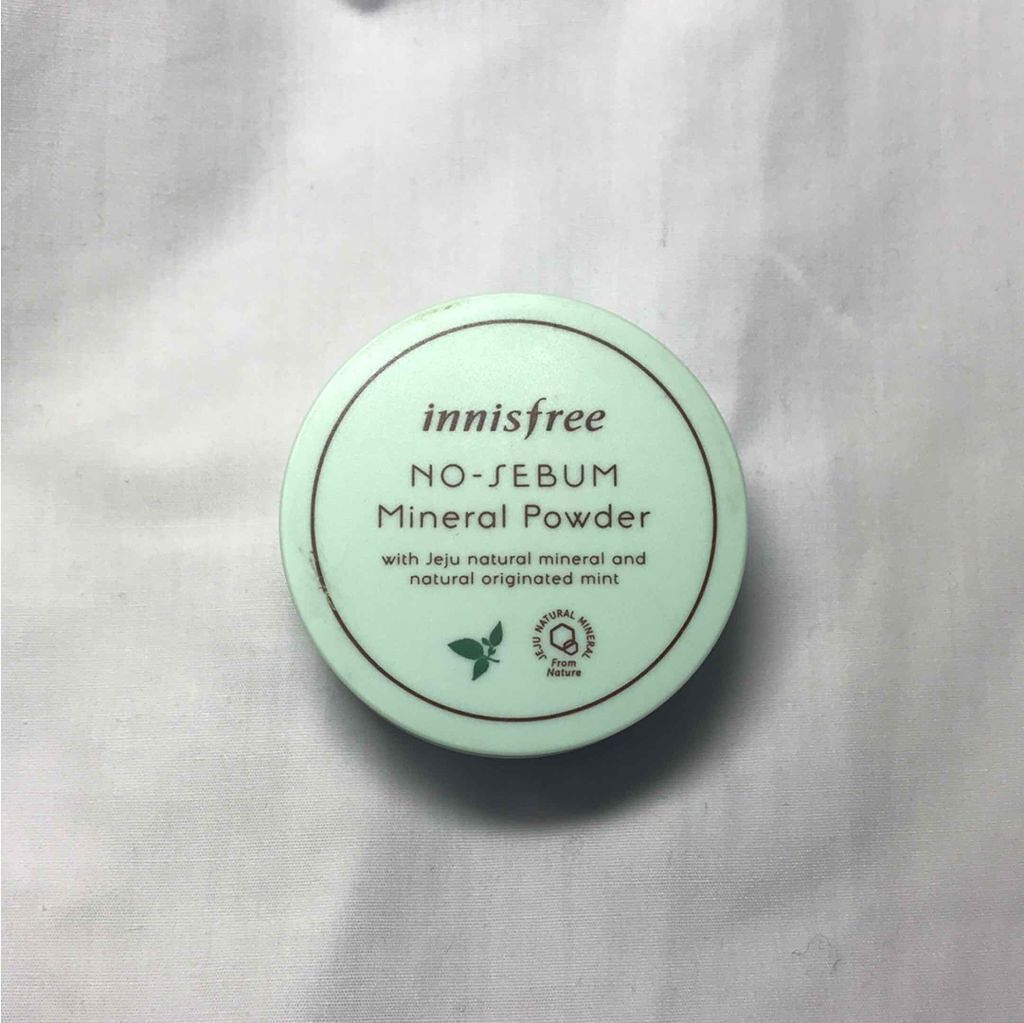 innisfree
NO-SEBUM
Mineral Powder
with Jeju natural mineral and
natural originated mint
JEJU NATURAL MINERAL
From
Nature